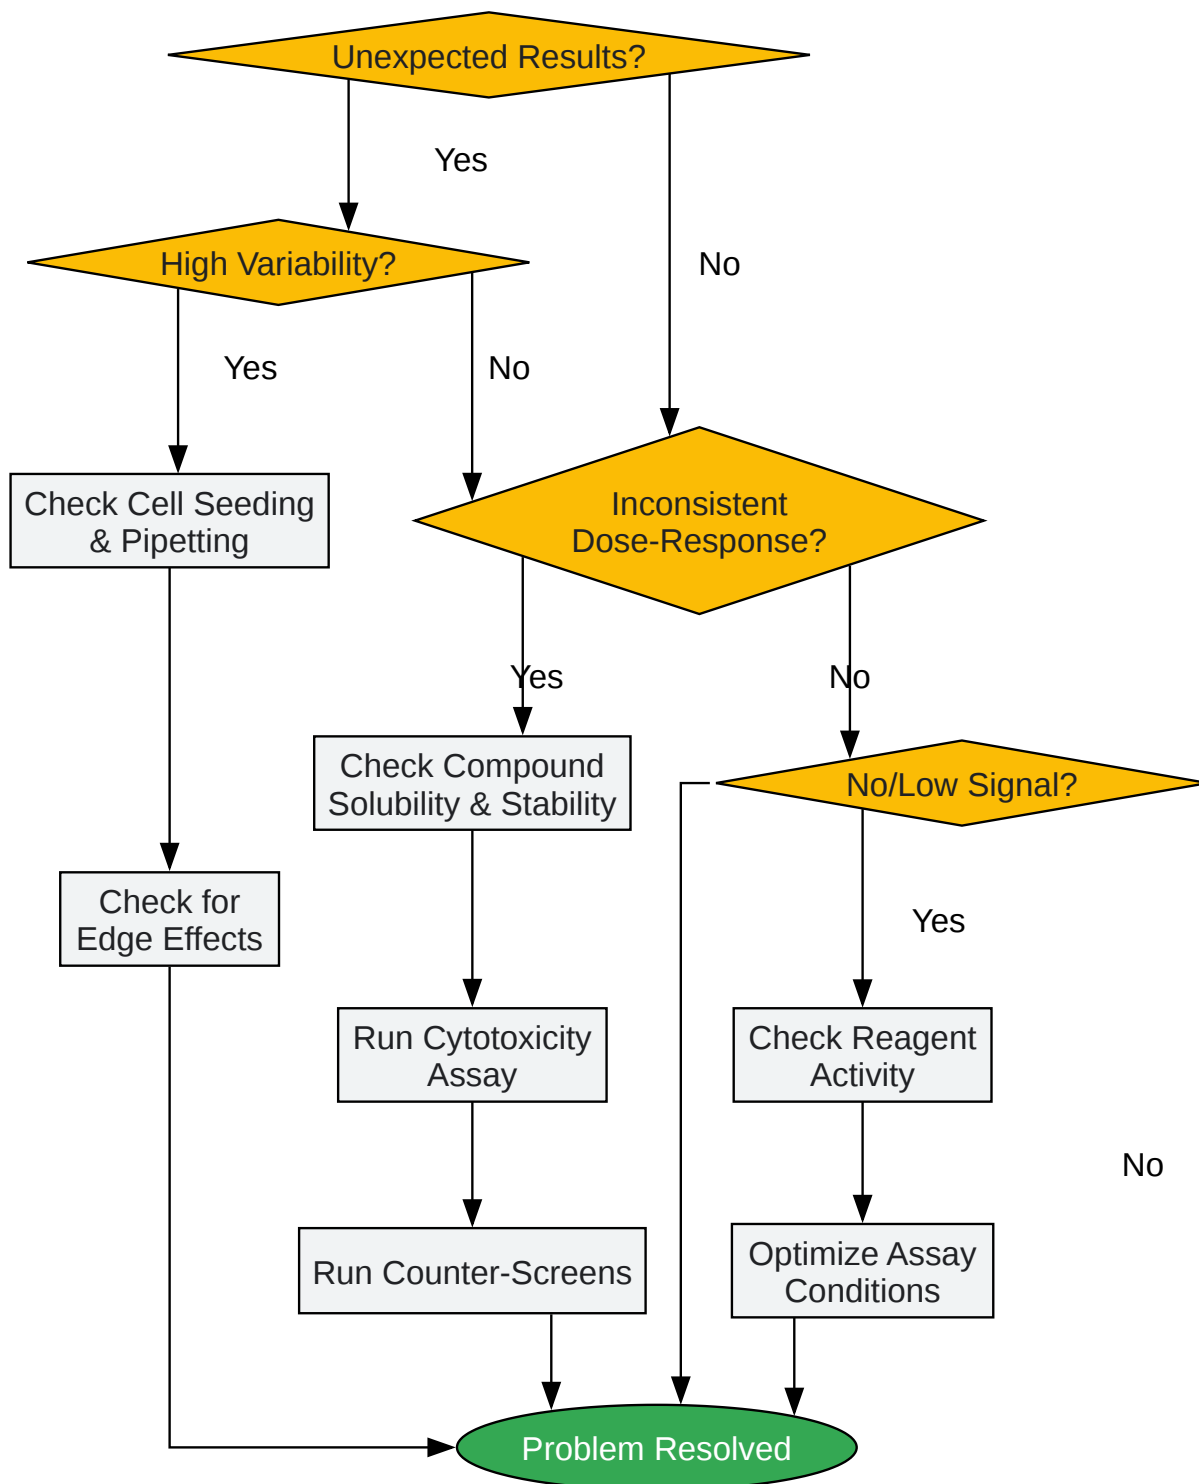 Unexpected Results?
Yes
High Variability?
No
Yes
No
Check Cell Seeding
& Pipetting
Inconsistent
Dose-Response?
Yes
No
Check Compound
Solubility & Stability
No/Low Signal?
Check for
Edge Effects
Yes
Run Cytotoxicity
Assay
Check Reagent
Activity
No
Run Counter-Screens
Optimize Assay
Conditions
Problem Resolved